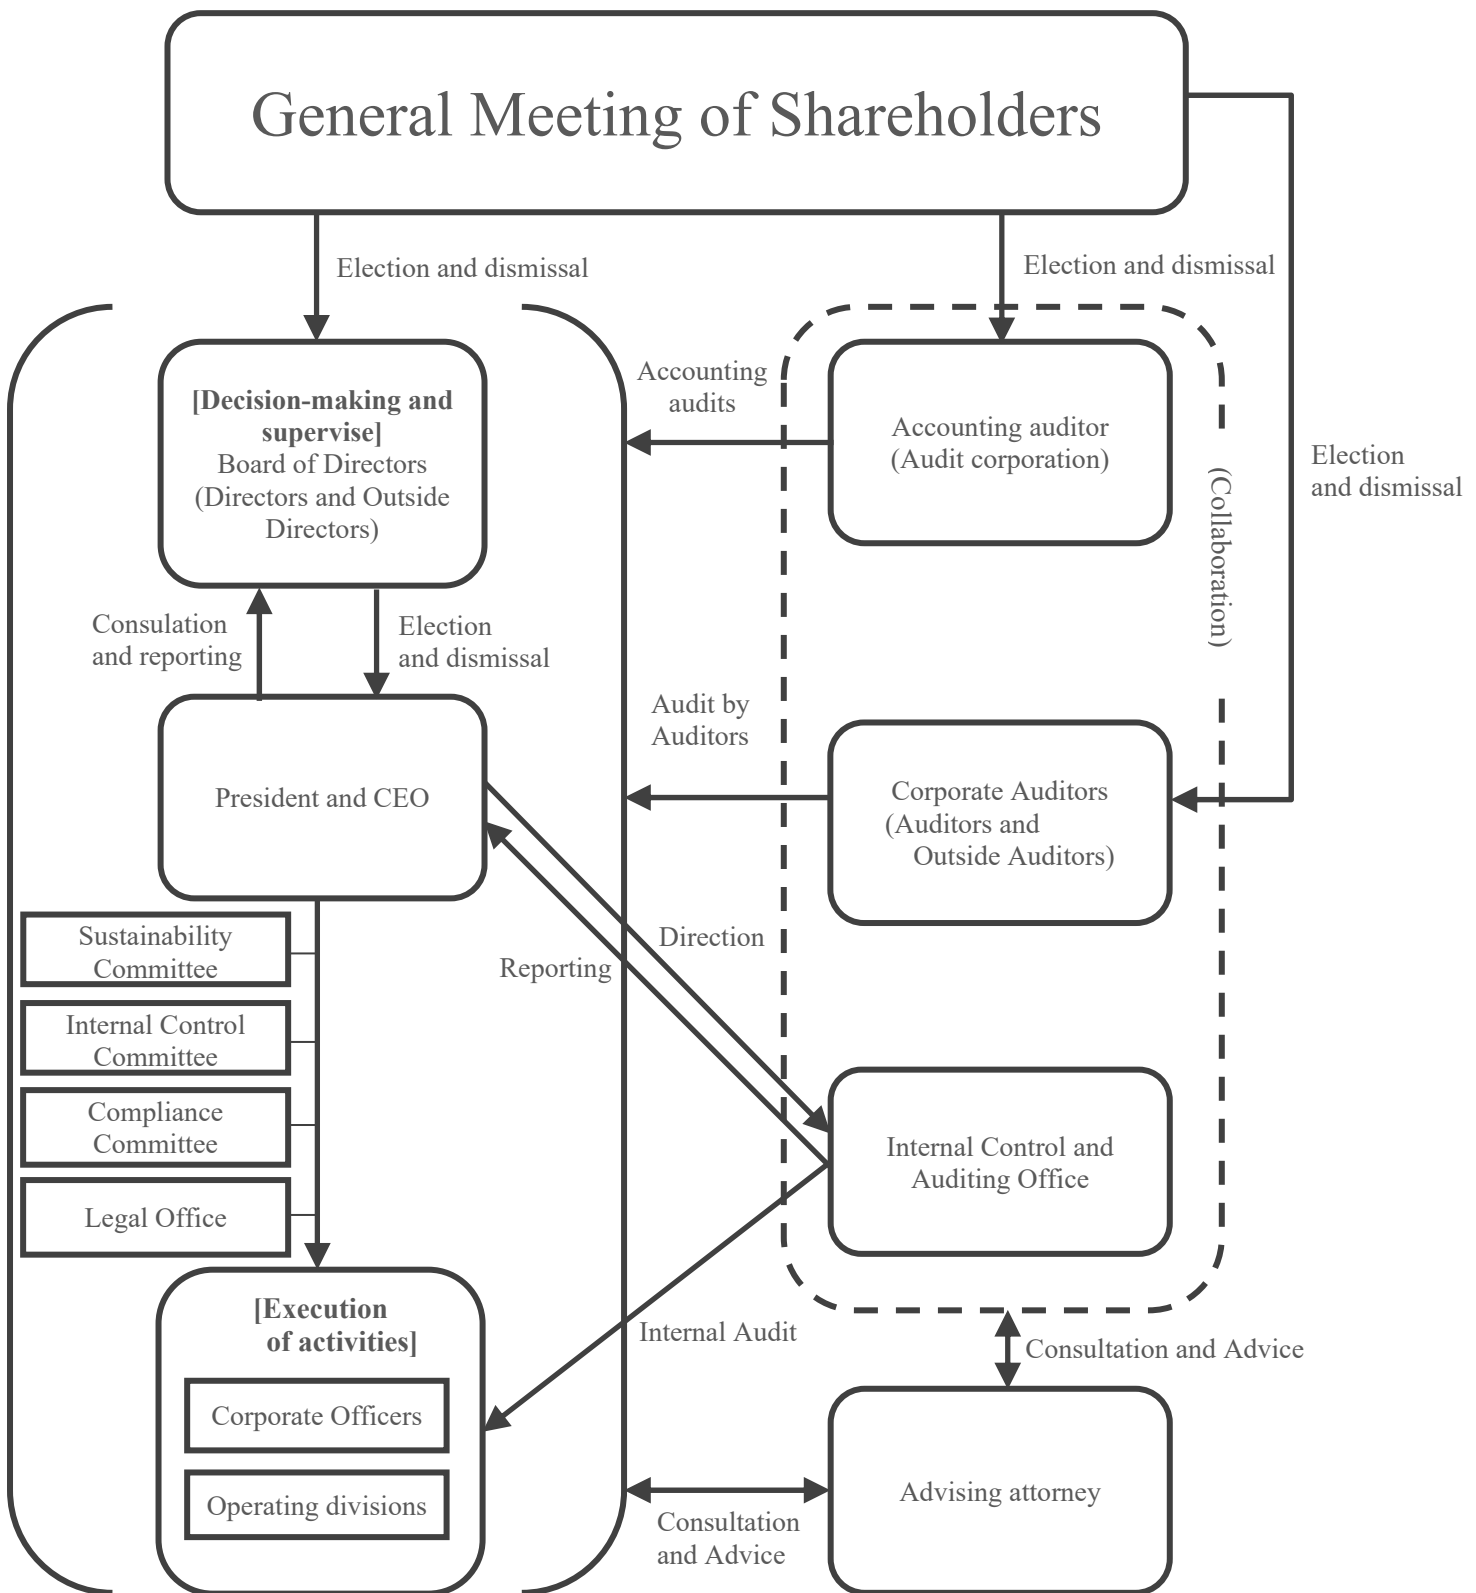 General Meeting of Shareholders
Election and dismissal
Election and dismissal
[Decision-making and
supervise]
Board of Directors
(Directors and Outside
Directors)
Accounting
audits
Accounting auditor
(Audit corporation)
(Collaboration)
Election
and dismissal
Consulation
and reporting
Election
and dismissal
Audit by
Auditors
President and CEO
Corporate Auditors
(Auditors and
Outside Auditors)
Sustainability
Committee
Direction
Reporting
Internal Control
Committee
Compliance
Committee
Internal Control and
Auditing Office
Legal Office
[Execution
of activities]
Internal Audit
Consultation and Advice
Corporate Officers
Operating divisions
Advising attorney
Consultation
and Advice